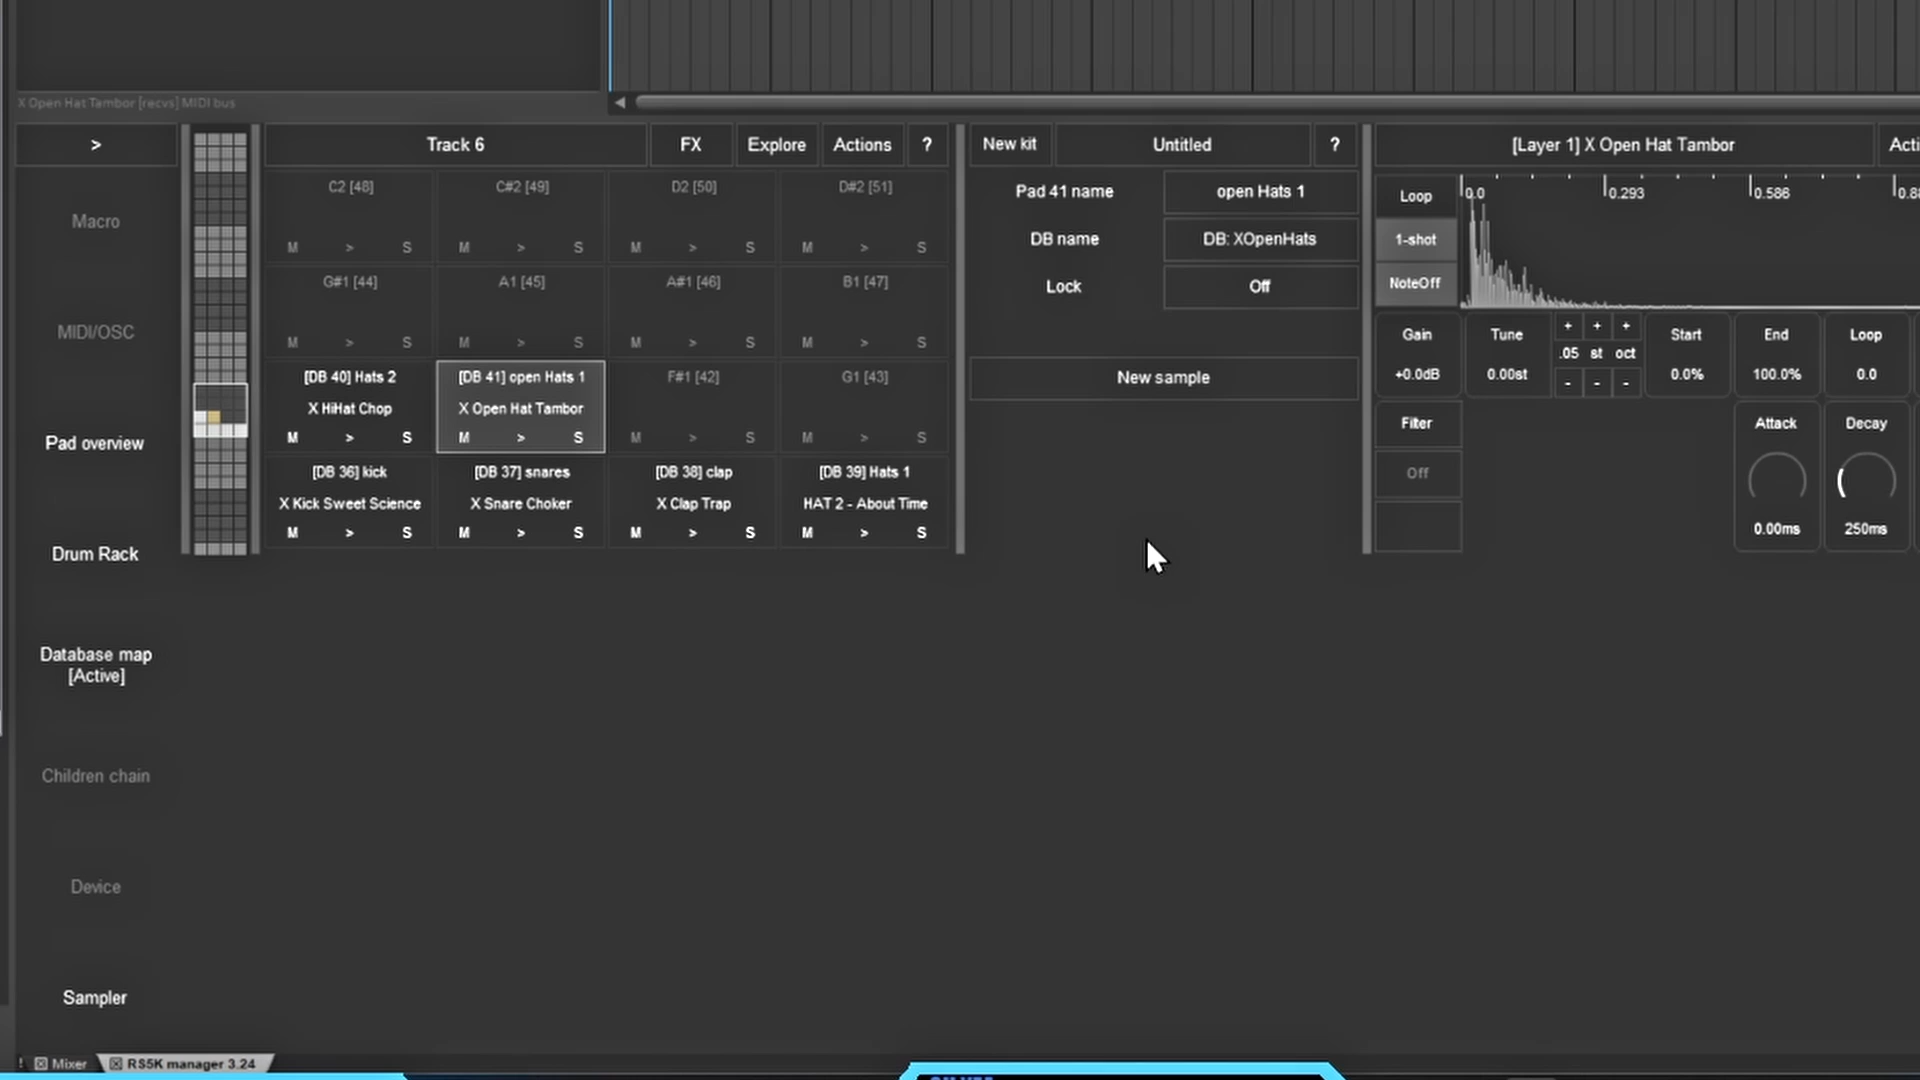 X Open Hat Tambor [recvs] MIDI bus
>
Macro
MIDI/OSC
Pad overview
Drum Rack
Database map
[Active]
Children chain
Device
Sampler
Track 6 FX Explore Actions ?
C2 [48] C#2 [49] D2 [50] D#2 [51]
M > S M > S M > S M > S
G#1 [44] A1 [45] A#1 [46] B1 [47]
M > S M > S M > S M > S
[DB 40] Hats 2 [DB 41] open Hats 1 F#1 [42] G1 [43]
X HiHat Chop X Open Hat Tambor
M > S M > S M > S M > S
[DB 36] kick [DB 37] snares [DB 38] clap [DB 39] Hats 1
X Kick Sweet Science X Snare Choker X Clap Trap HAT 2 - About Time
M > S M > S M > S M > S
New kit Untitled ?
Pad 41 name open Hats 1
DB name DB: XOpenHats
Lock Off
New sample
[Layer 1] X Open Hat Tambor Acti
Loop 0.0 0.293 0.586 0.8
1-shot
NoteOff
Gain Tune + + + Start End Loop
.05 st oct
+0.0dB 0.00st - - - 0.0% 100.0% 0.0
Filter Attack Decay
Off
0.00ms 250ms
! Mixer RS5K manager 3.24